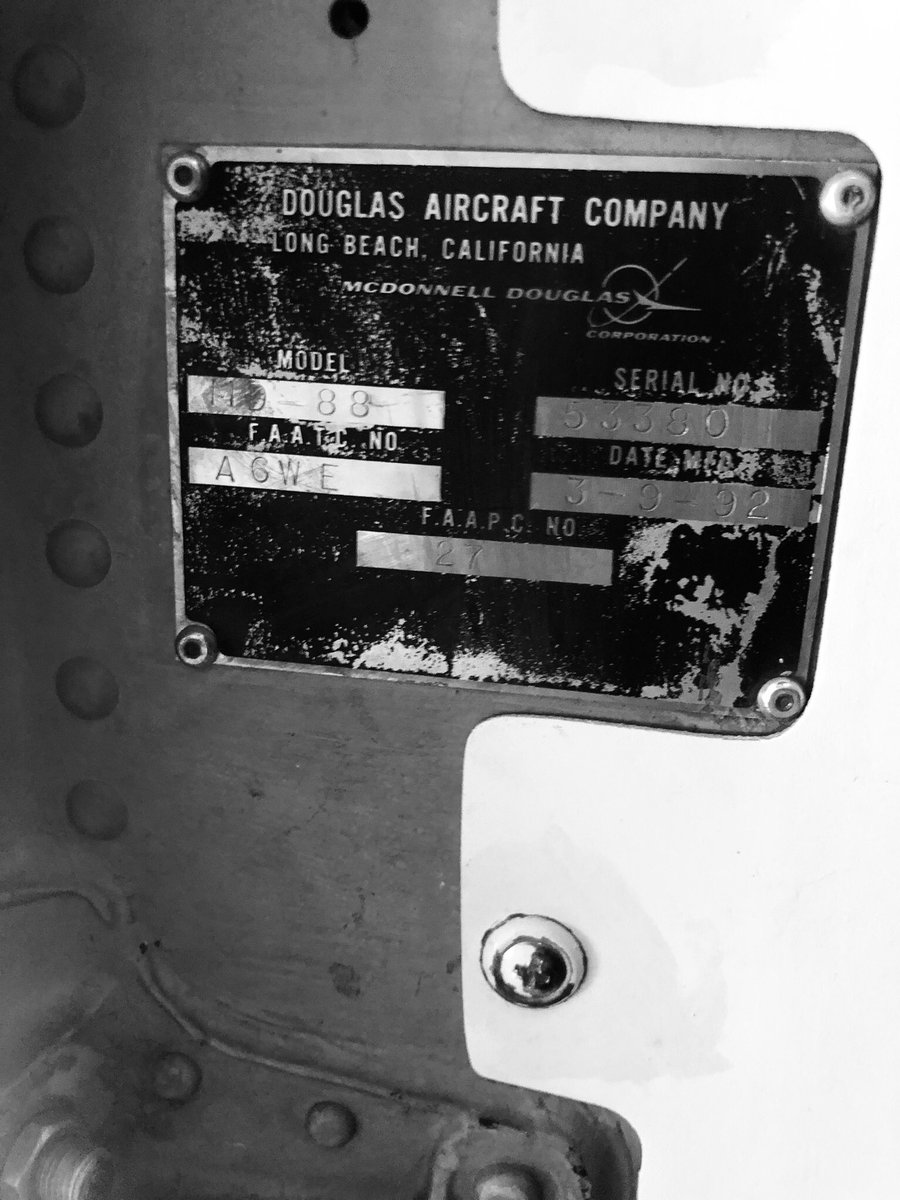 DOUGLAS AIRCRAFT COMPANY
LONG BEACH, CALIFORNIA
MCDONNELL DOUGLAS
CORPORATION
MODEL
MD-88
SERIAL NO.
53380
F.A.A.T.C. NO
A6WE
DATE MFD.
3-9-92
F.A.A.P.C. NO
27